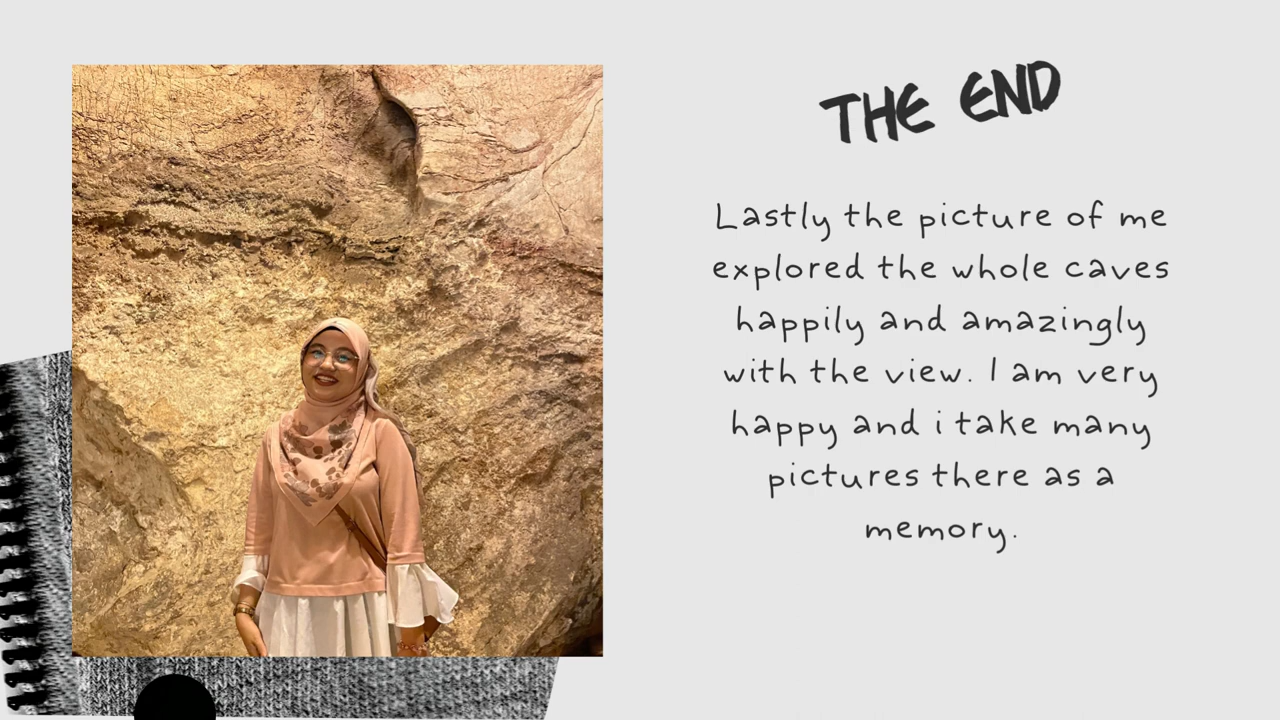 THE END
Lastly the picture of me
explored the whole caves
happily and amazingly
with the view. I am very
happy and i take many
pictures there as a
memory.